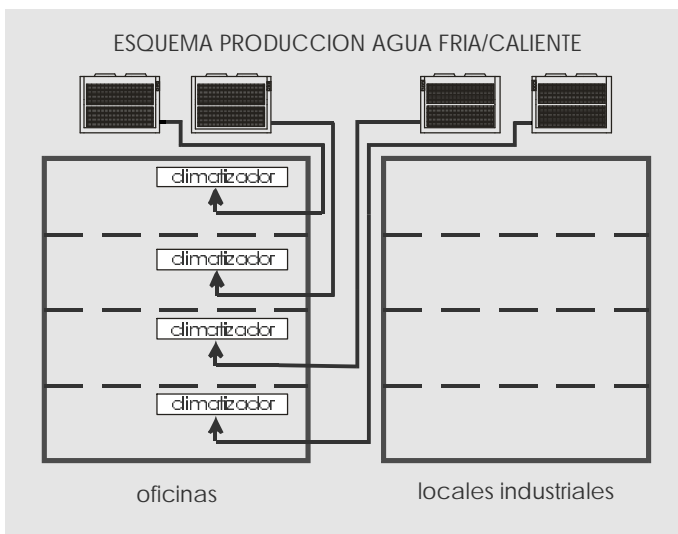 ESQUEMA PRODUCCION AGUA FRIA/CALIENTE
climatizador
climatizador
climatizador
climatizador
oficinas
locales industriales